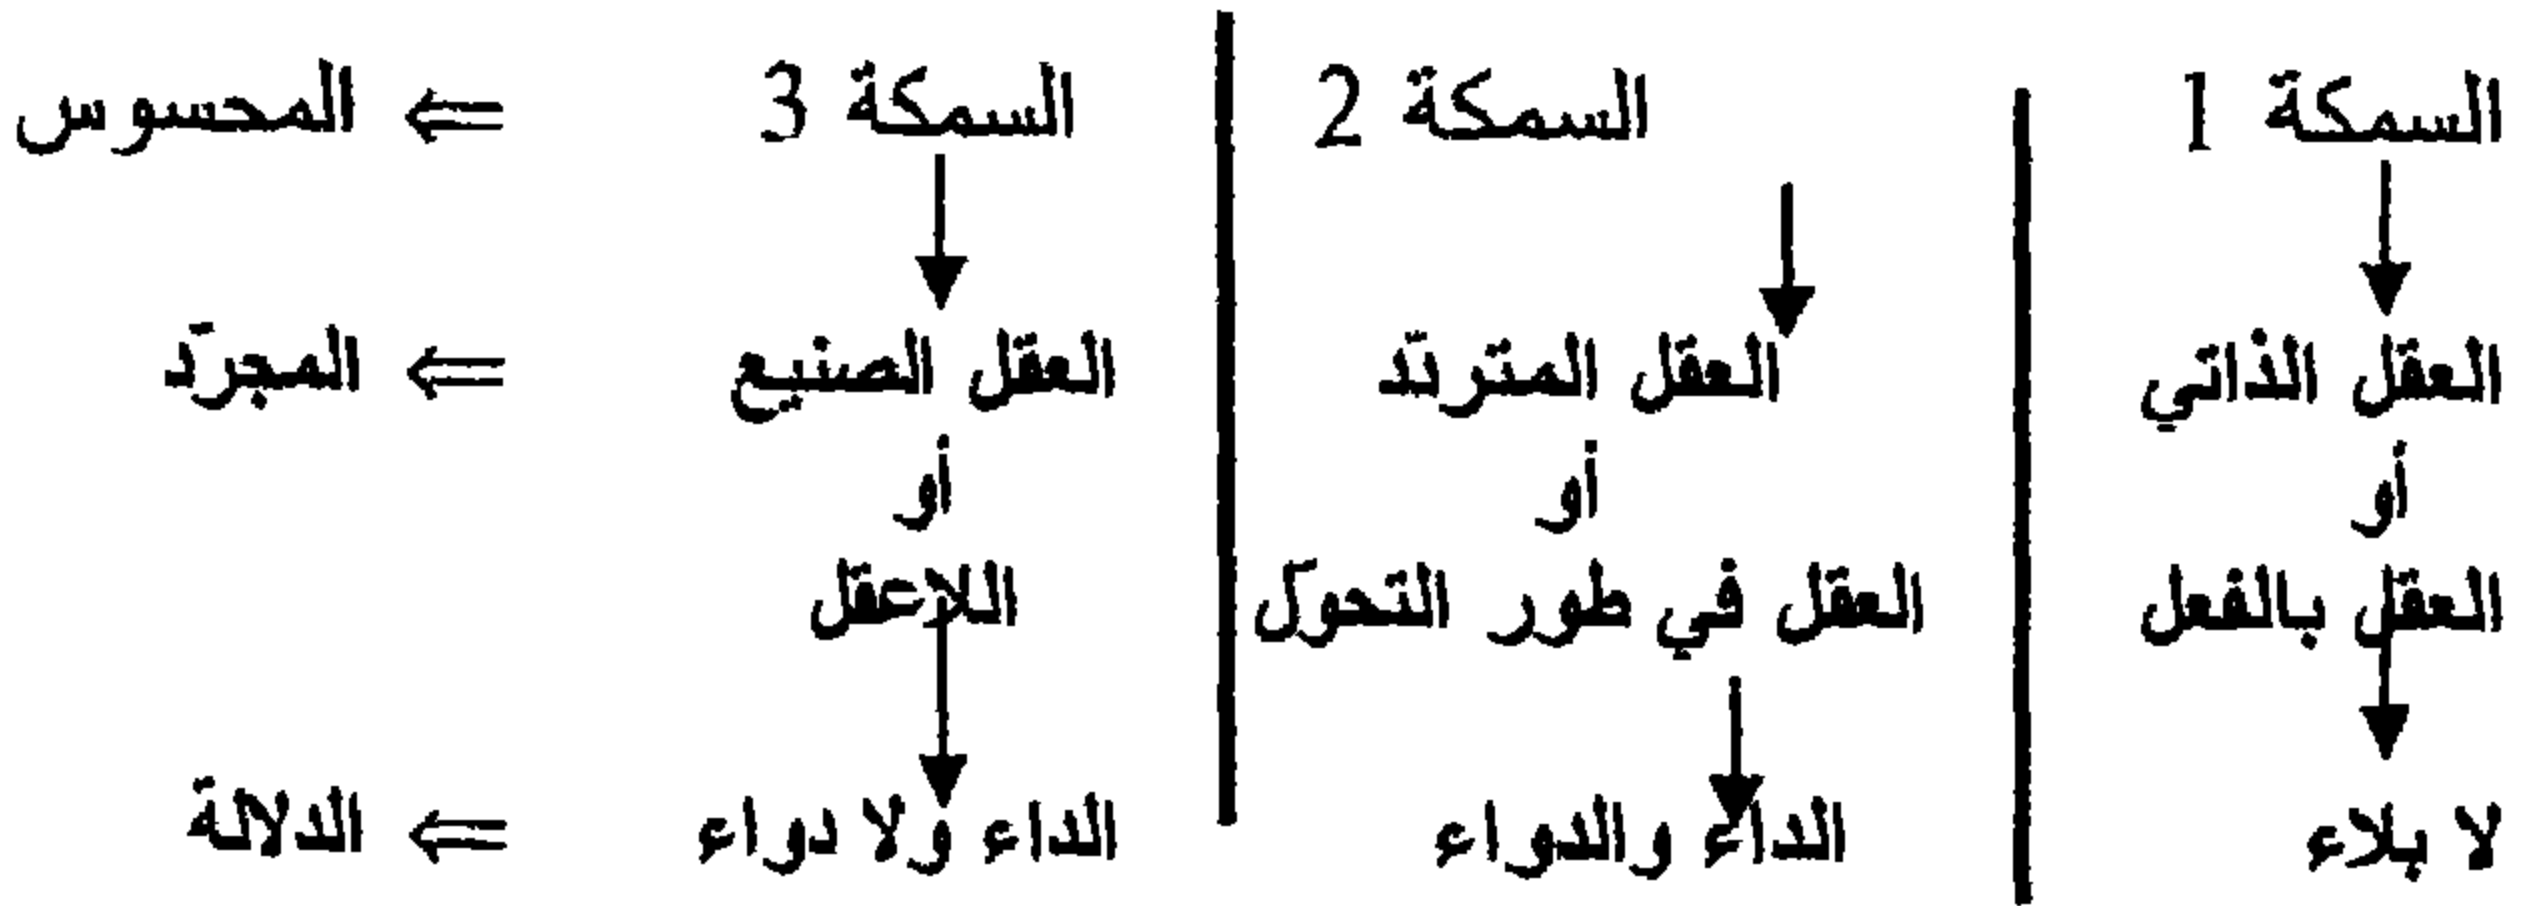 السمكة 1 السمكة 2 السمكة 3 ⇐ المحسوس
العقل الذاتي العقل المتردّد العقل الصنيع ⇐ المجرّد
أو أو أو
العقل بالفعل العقل في طور التحوّل اللاعقل
لا بلاء الداء والدواء الداء ولا دواء ⇐ الدلالة